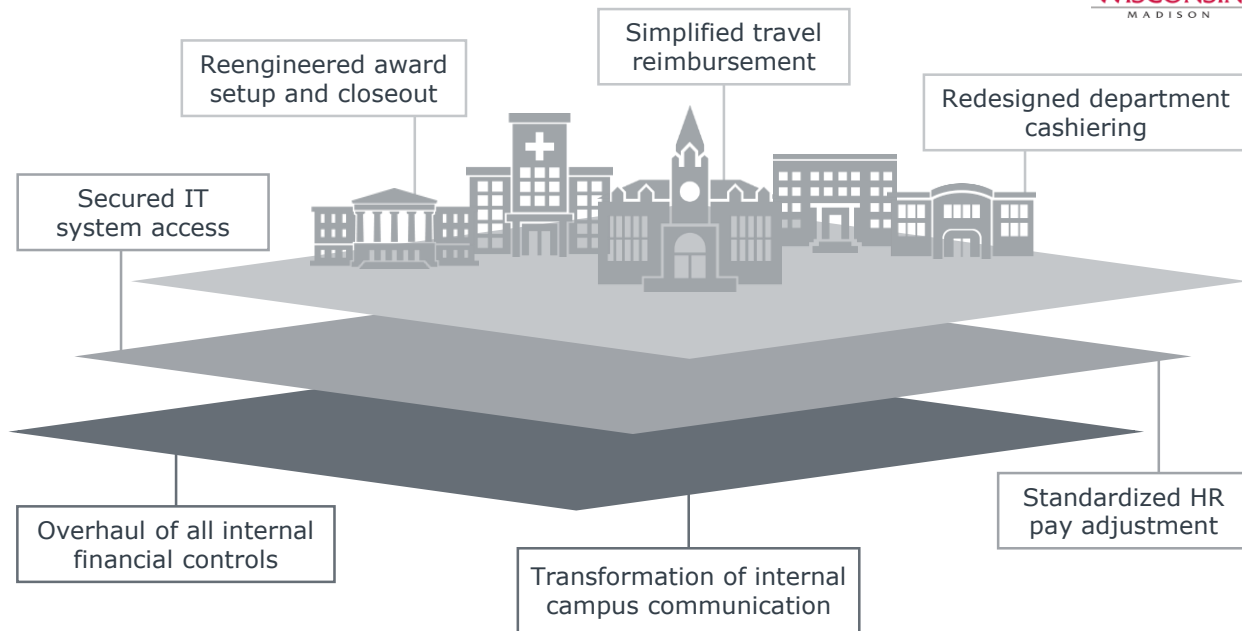 WISCONSIN
MADISON
Simplified travel
reimbursement
Reengineered award
setup and closeout
Redesigned department
cashiering
Secured IT
system access
Standardized HR
pay adjustment
Overhaul of all internal
financial controls
Transformation of internal
campus communication